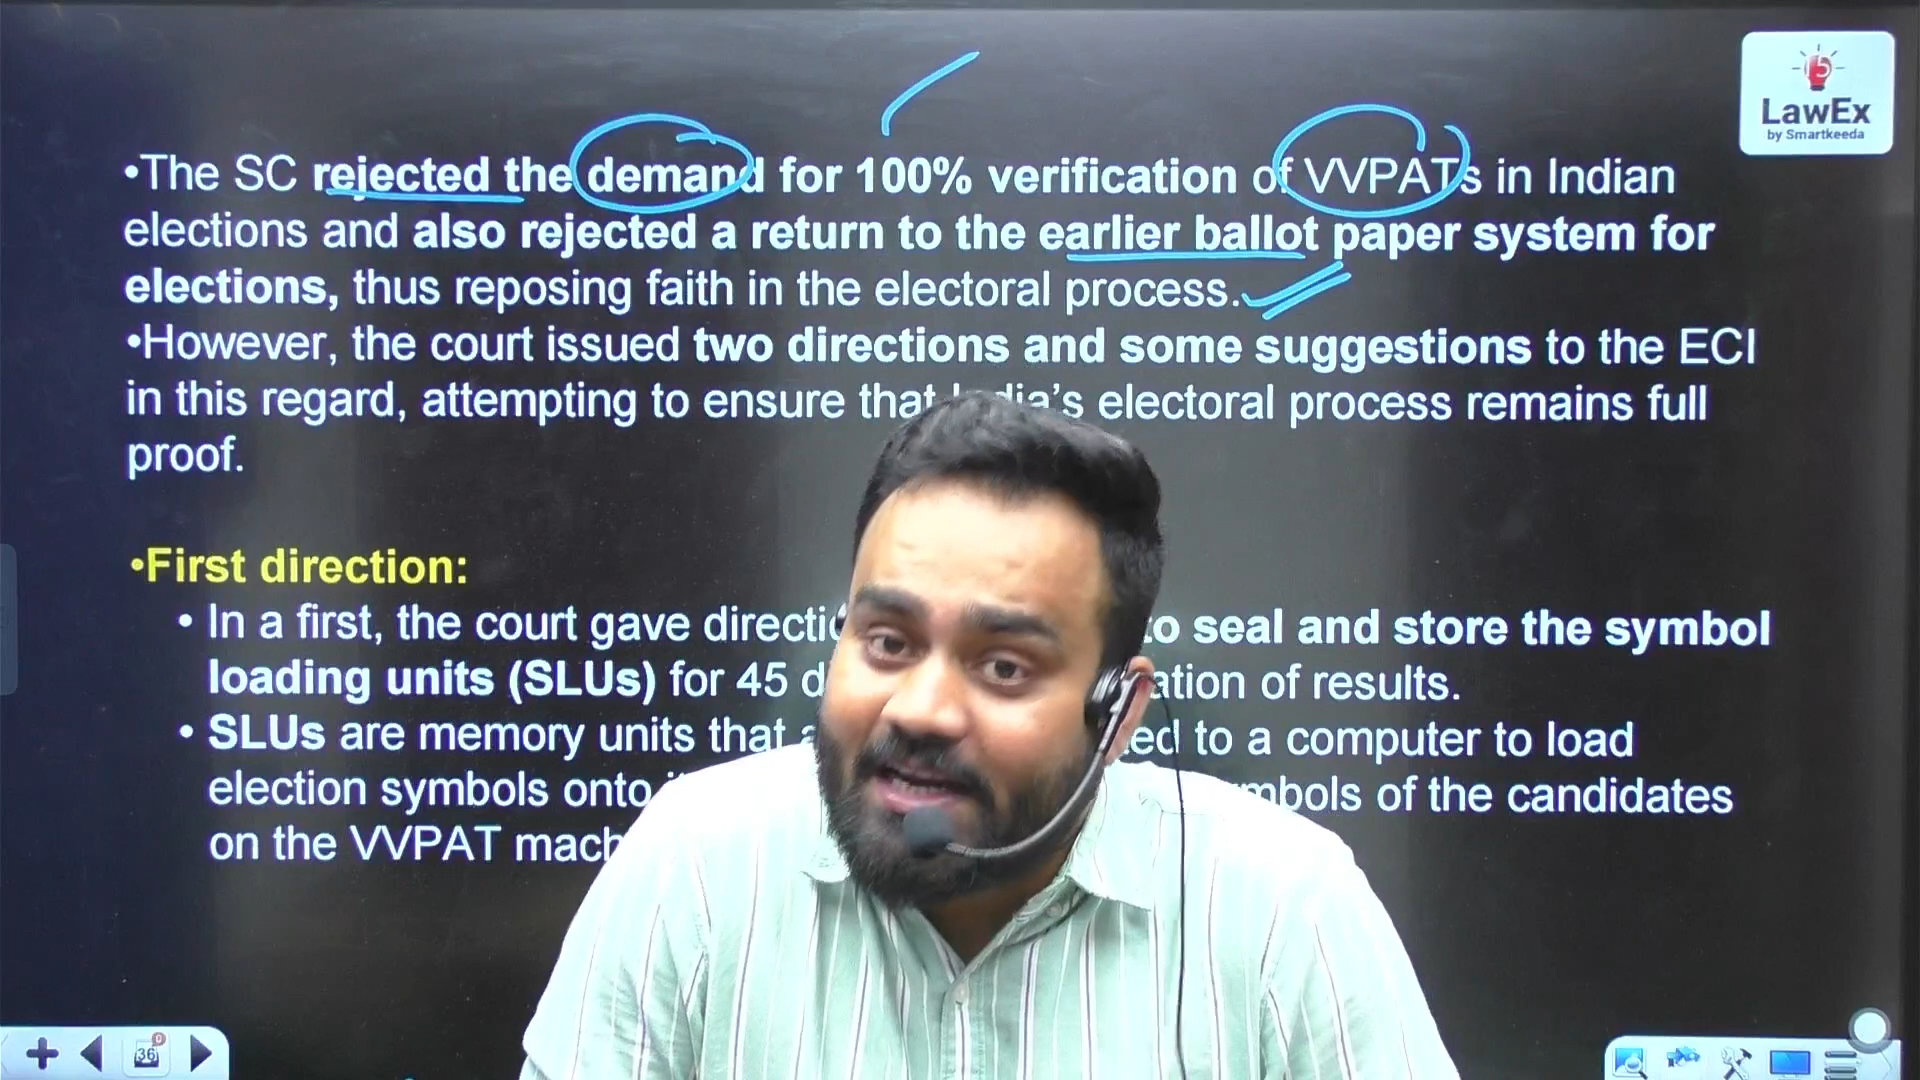 LawEx
by Smartkeeda
•The SC rejected the demand for 100% verification of VVPATs in Indian
elections and also rejected a return to the earlier ballot paper system for
elections, thus reposing faith in the electoral process.
•However, the court issued two directions and some suggestions to the ECI
in this regard, attempting to ensure that India's electoral process remains full
proof.
•First direction:
• In a first, the court gave to seal and store the symbol
loading units (SLUs) for 45 of results.
• SLUs are memory units that to a computer to load
election symbols onto of the candidates
on the VVPAT
36
0